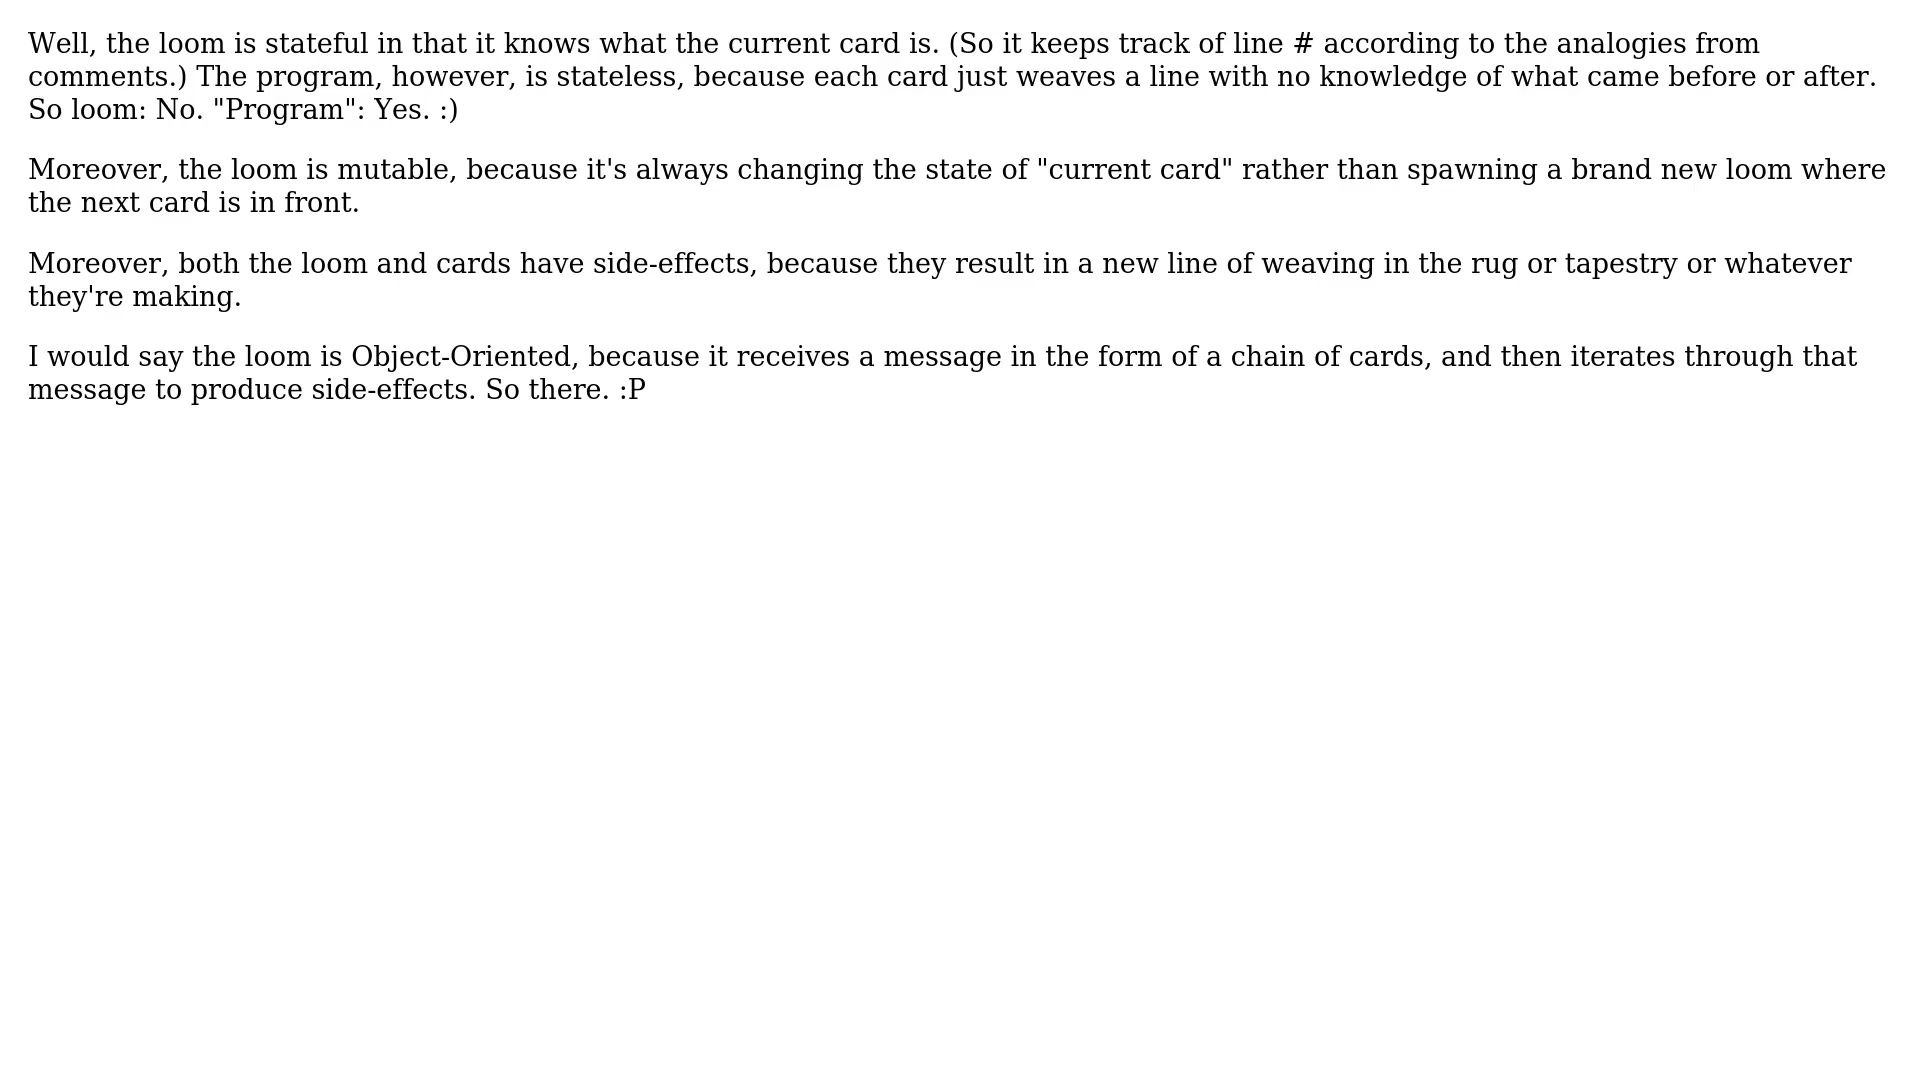 Well, the loom is stateful in that it knows what the current card is. (So it keeps track of line # according to the analogies from
comments.) The program, however, is stateless, because each card just weaves a line with no knowledge of what came before or after.
So loom: No. "Program": Yes. :)
Moreover, the loom is mutable, because it's always changing the state of "current card" rather than spawning a brand new loom where
the next card is in front.
Moreover, both the loom and cards have side-effects, because they result in a new line of weaving in the rug or tapestry or whatever
they're making.
I would say the loom is Object-Oriented, because it receives a message in the form of a chain of cards, and then iterates through that
message to produce side-effects. So there. :P